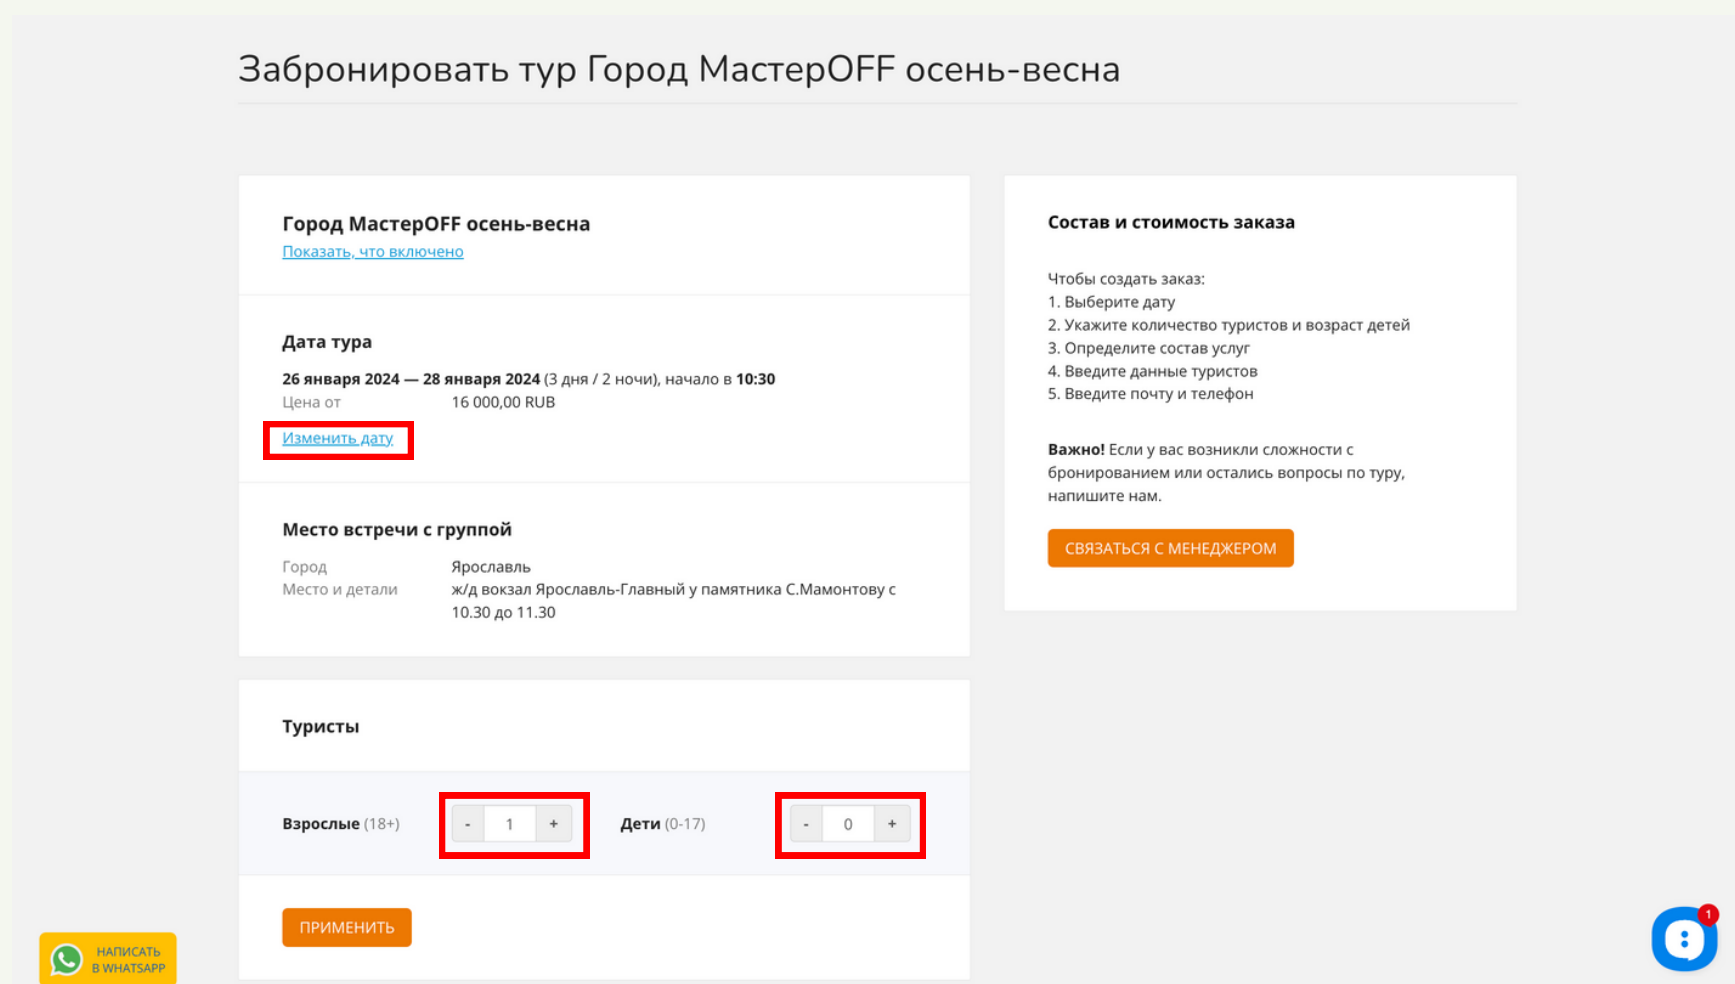 Забронировать тур Город МастерOFF осень-весна
Город МастерOFF осень-весна
Показать, что включено
Дата тура
26 января 2024 — 28 января 2024 (3 дня / 2 ночи), начало в 10:30
Цена от 16 000,00 RUB
Изменить дату
Место встречи с группой
Город Ярославль
Место и детали ж/д вокзал Ярославль-Главный у памятника С.Мамонтову с
10.30 до 11.30
Туристы
Взрослые (18+) - 1 + Дети (0-17) - 0 +
ПРИМЕНИТЬ
Состав и стоимость заказа
Чтобы создать заказ:
1. Выберите дату
2. Укажите количество туристов и возраст детей
3. Определите состав услуг
4. Введите данные туристов
5. Введите почту и телефон
Важно! Если у вас возникли сложности с
бронированием или остались вопросы по туру,
напишите нам.
СВЯЗАТЬСЯ С МЕНЕДЖЕРОМ
НАПИСАТЬ
В WHATSAPP
1